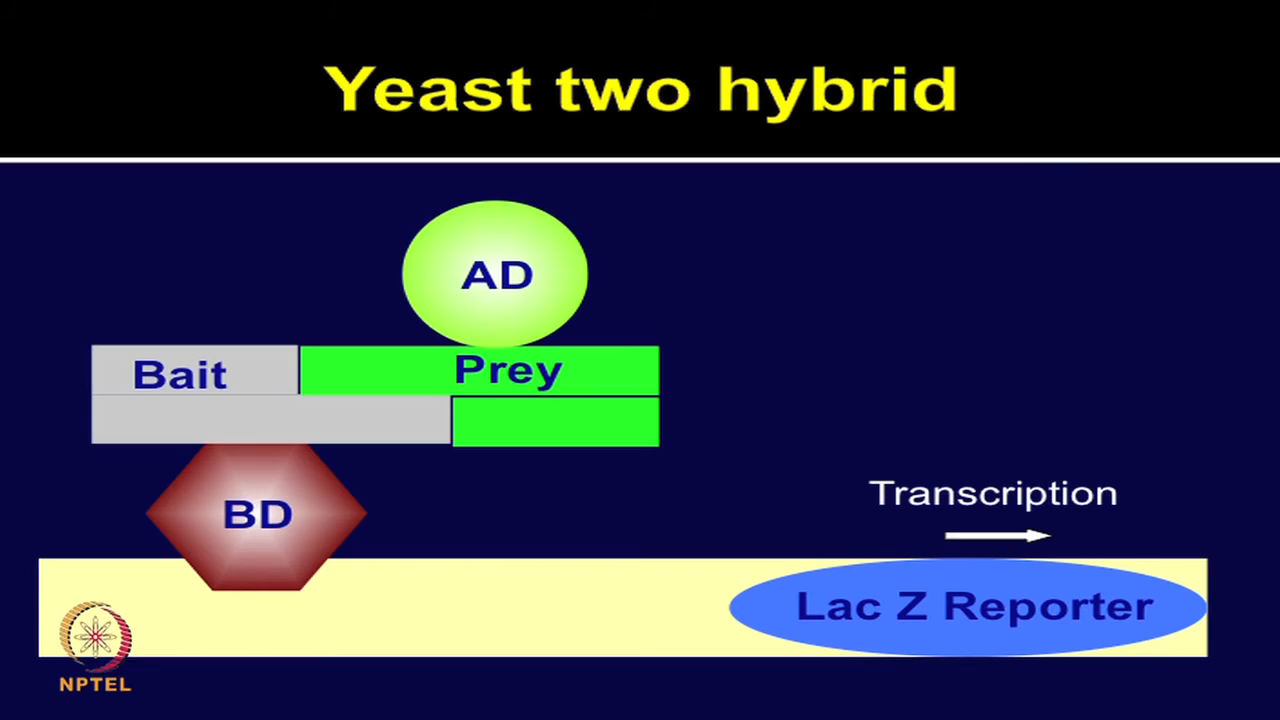 Yeast two hybrid
AD
Bait
Prey
BD
Transcription
Lac Z Reporter
NPTEL